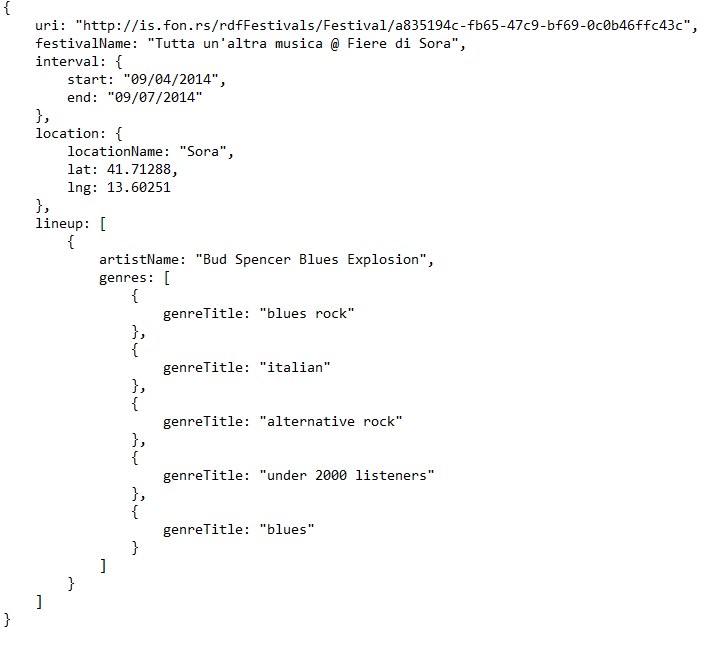 {
    uri: "http://is.fon.rs/rdfFestivals/Festival/a835194c-fb65-47c9-bf69-0c0b46ffc43c",
    festivalName: "Tutta un'altra musica @ Fiere di Sora",
    interval: {
        start: "09/04/2014",
        end: "09/07/2014"
    },
    location: {
        locationName: "Sora",
        lat: 41.71288,
        lng: 13.60251
    },
    lineup: [
        {
            artistName: "Bud Spencer Blues Explosion",
            genres: [
                {
                    genreTitle: "blues rock"
                },
                {
                    genreTitle: "italian"
                },
                {
                    genreTitle: "alternative rock"
                },
                {
                    genreTitle: "under 2000 listeners"
                },
                {
                    genreTitle: "blues"
                }
            ]
        }
    ]
}